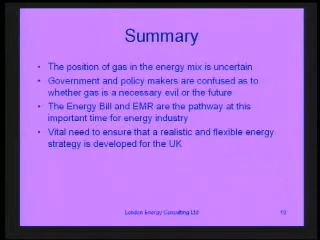 Summary
• The position of gas in the energy mix is uncertain
• Government and policy makers are confused as to
whether gas is a necessary evil or the future
• The Energy Bill and EMR are the pathway at this
important time for energy industry
• Vital need to ensure that a realistic and flexible energy
strategy is developed for the UK
London Energy Consulting Ltd